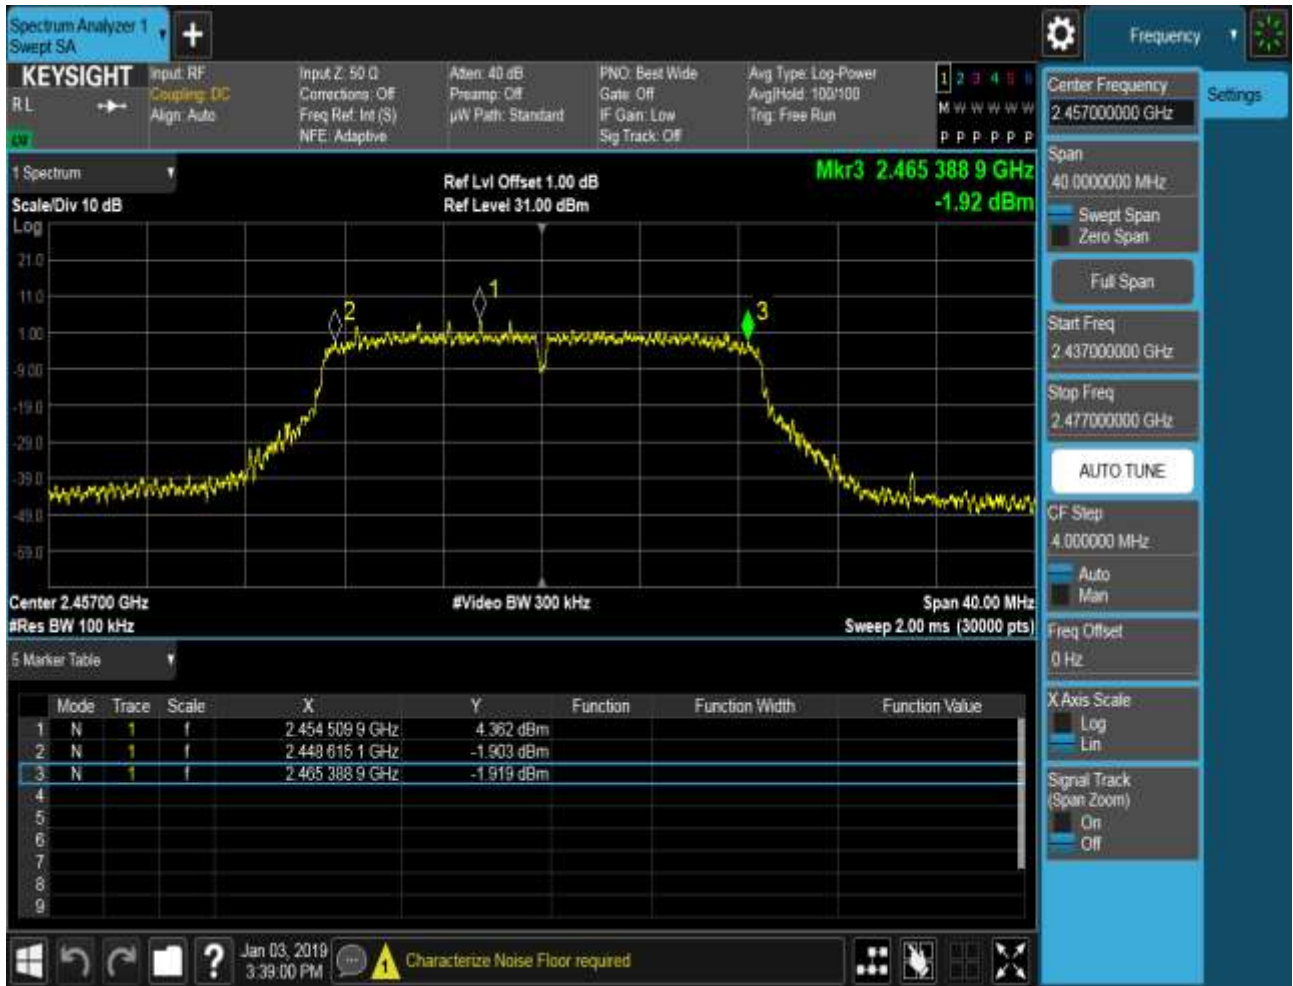 Spectrum Analyzer 1
Swept SA
Frequency
KEYSIGHT
R L
Input: RF
Coupling: DC
Align: Auto
Input Z: 50 Ω
Corrections: Off
Freq Ref: Int (S)
NFE: Adaptive
Atten: 40 dB
Preamp: Off
µW Path: Standard
PNO: Best Wide
Gate: Off
IF Gain: Low
Sig Track: Off
Avg Type: Log-Power
Avg|Hold: 100/100
Trig: Free Run
1 2 3 4 5 6
M W W W W W
P P P P P P
1 Spectrum
Scale/Div 10 dB
Ref Lvl Offset 1.00 dB
Ref Level 31.00 dBm
Mkr3 2.465 388 9 GHz
-1.92 dBm
Log
21.0
11.0
1.00
-9.00
-19.0
-29.0
-39.0
-49.0
-59.0
2
1
3
Center 2.45700 GHz
#Video BW 300 kHz
Span 40.00 MHz
#Res BW 100 kHz
Sweep 2.00 ms (30000 pts)
5 Marker Table
Mode Trace Scale X Y Function Function Width Function Value
1 N 1 f 2.454 509 9 GHz 4.362 dBm
2 N 1 f 2.448 615 1 GHz -1.903 dBm
3 N 1 f 2.465 388 9 GHz -1.919 dBm
4
5
6
7
8
9
?
Jan 03, 2019
3:39:00 PM
1
Characterize Noise Floor required
Center Frequency
2.457000000 GHz
Settings
Span
40.0000000 MHz
Swept Span
Zero Span
Full Span
Start Freq
2.437000000 GHz
Stop Freq
2.477000000 GHz
AUTO TUNE
CF Step
4.000000 MHz
Auto
Man
Freq Offset
0 Hz
X Axis Scale
Log
Lin
Signal Track
(Span Zoom)
On
Off